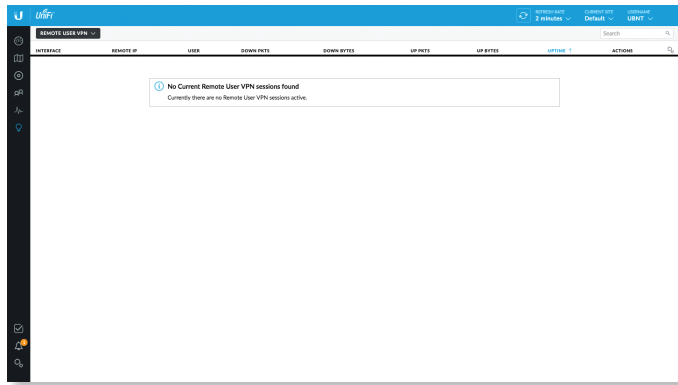 U UniFi
REFRESH RATE
2 minutes
CURRENT SITE
Default
USERNAME
UBNT
REMOTE USER VPN
Search
INTERFACE REMOTE IP USER DOWN PKTS DOWN BYTES UP PKTS UP BYTES UPTIME ↑ ACTIONS
No Current Remote User VPN sessions found
Currently there are no Remote User VPN sessions active.